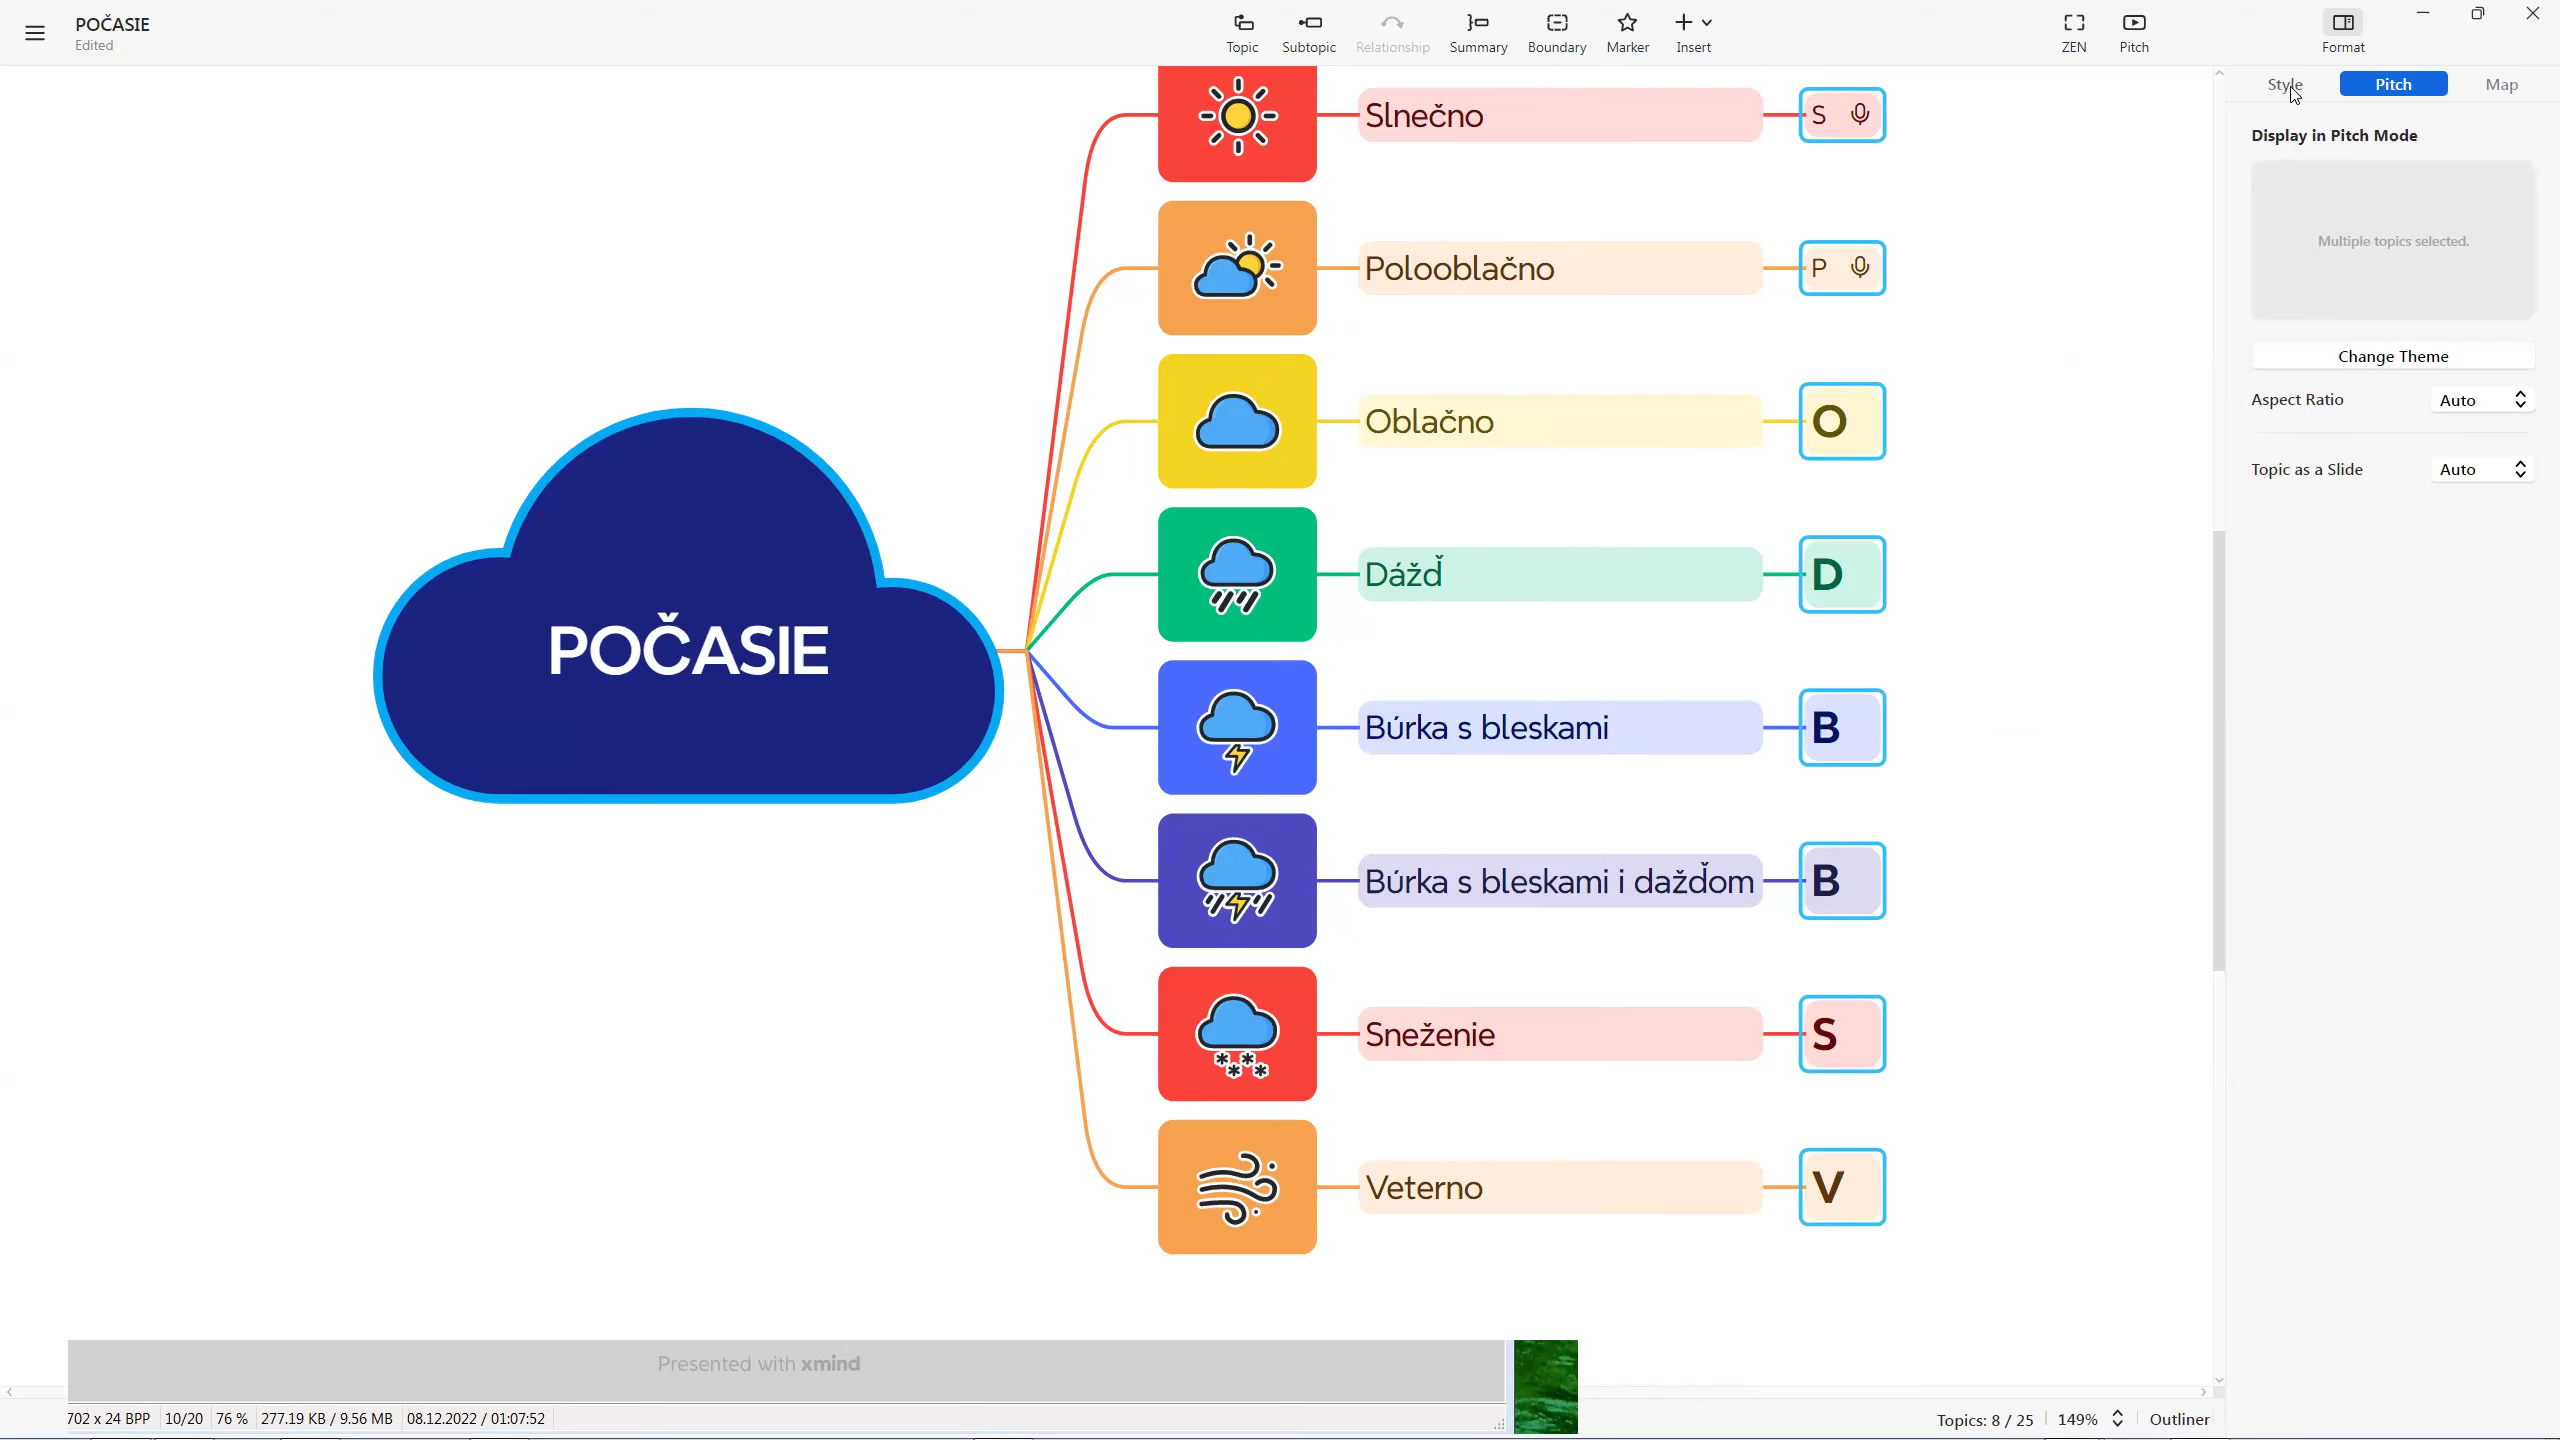 POČASIE
Edited
Topic
Subtopic
Relationship
Summary
Boundary
Marker
Insert
ZEN
Pitch
Format
Style
Pitch
Map
Display in Pitch Mode
Multiple topics selected.
Change Theme
Aspect Ratio Auto
Topic as a Slide Auto
POČASIE
Slnečno S
Polooblačno P
Oblačno O
Dážď D
Búrka s bleskami B
Búrka s bleskami i dažďom B
Sneženie S
Veterno V
Presented with xmind
702 x 24 BPP 10/20 76 % 277.19 KB / 9.56 MB 08.12.2022 / 01:07:52
Topics: 8 / 25 149% Outliner